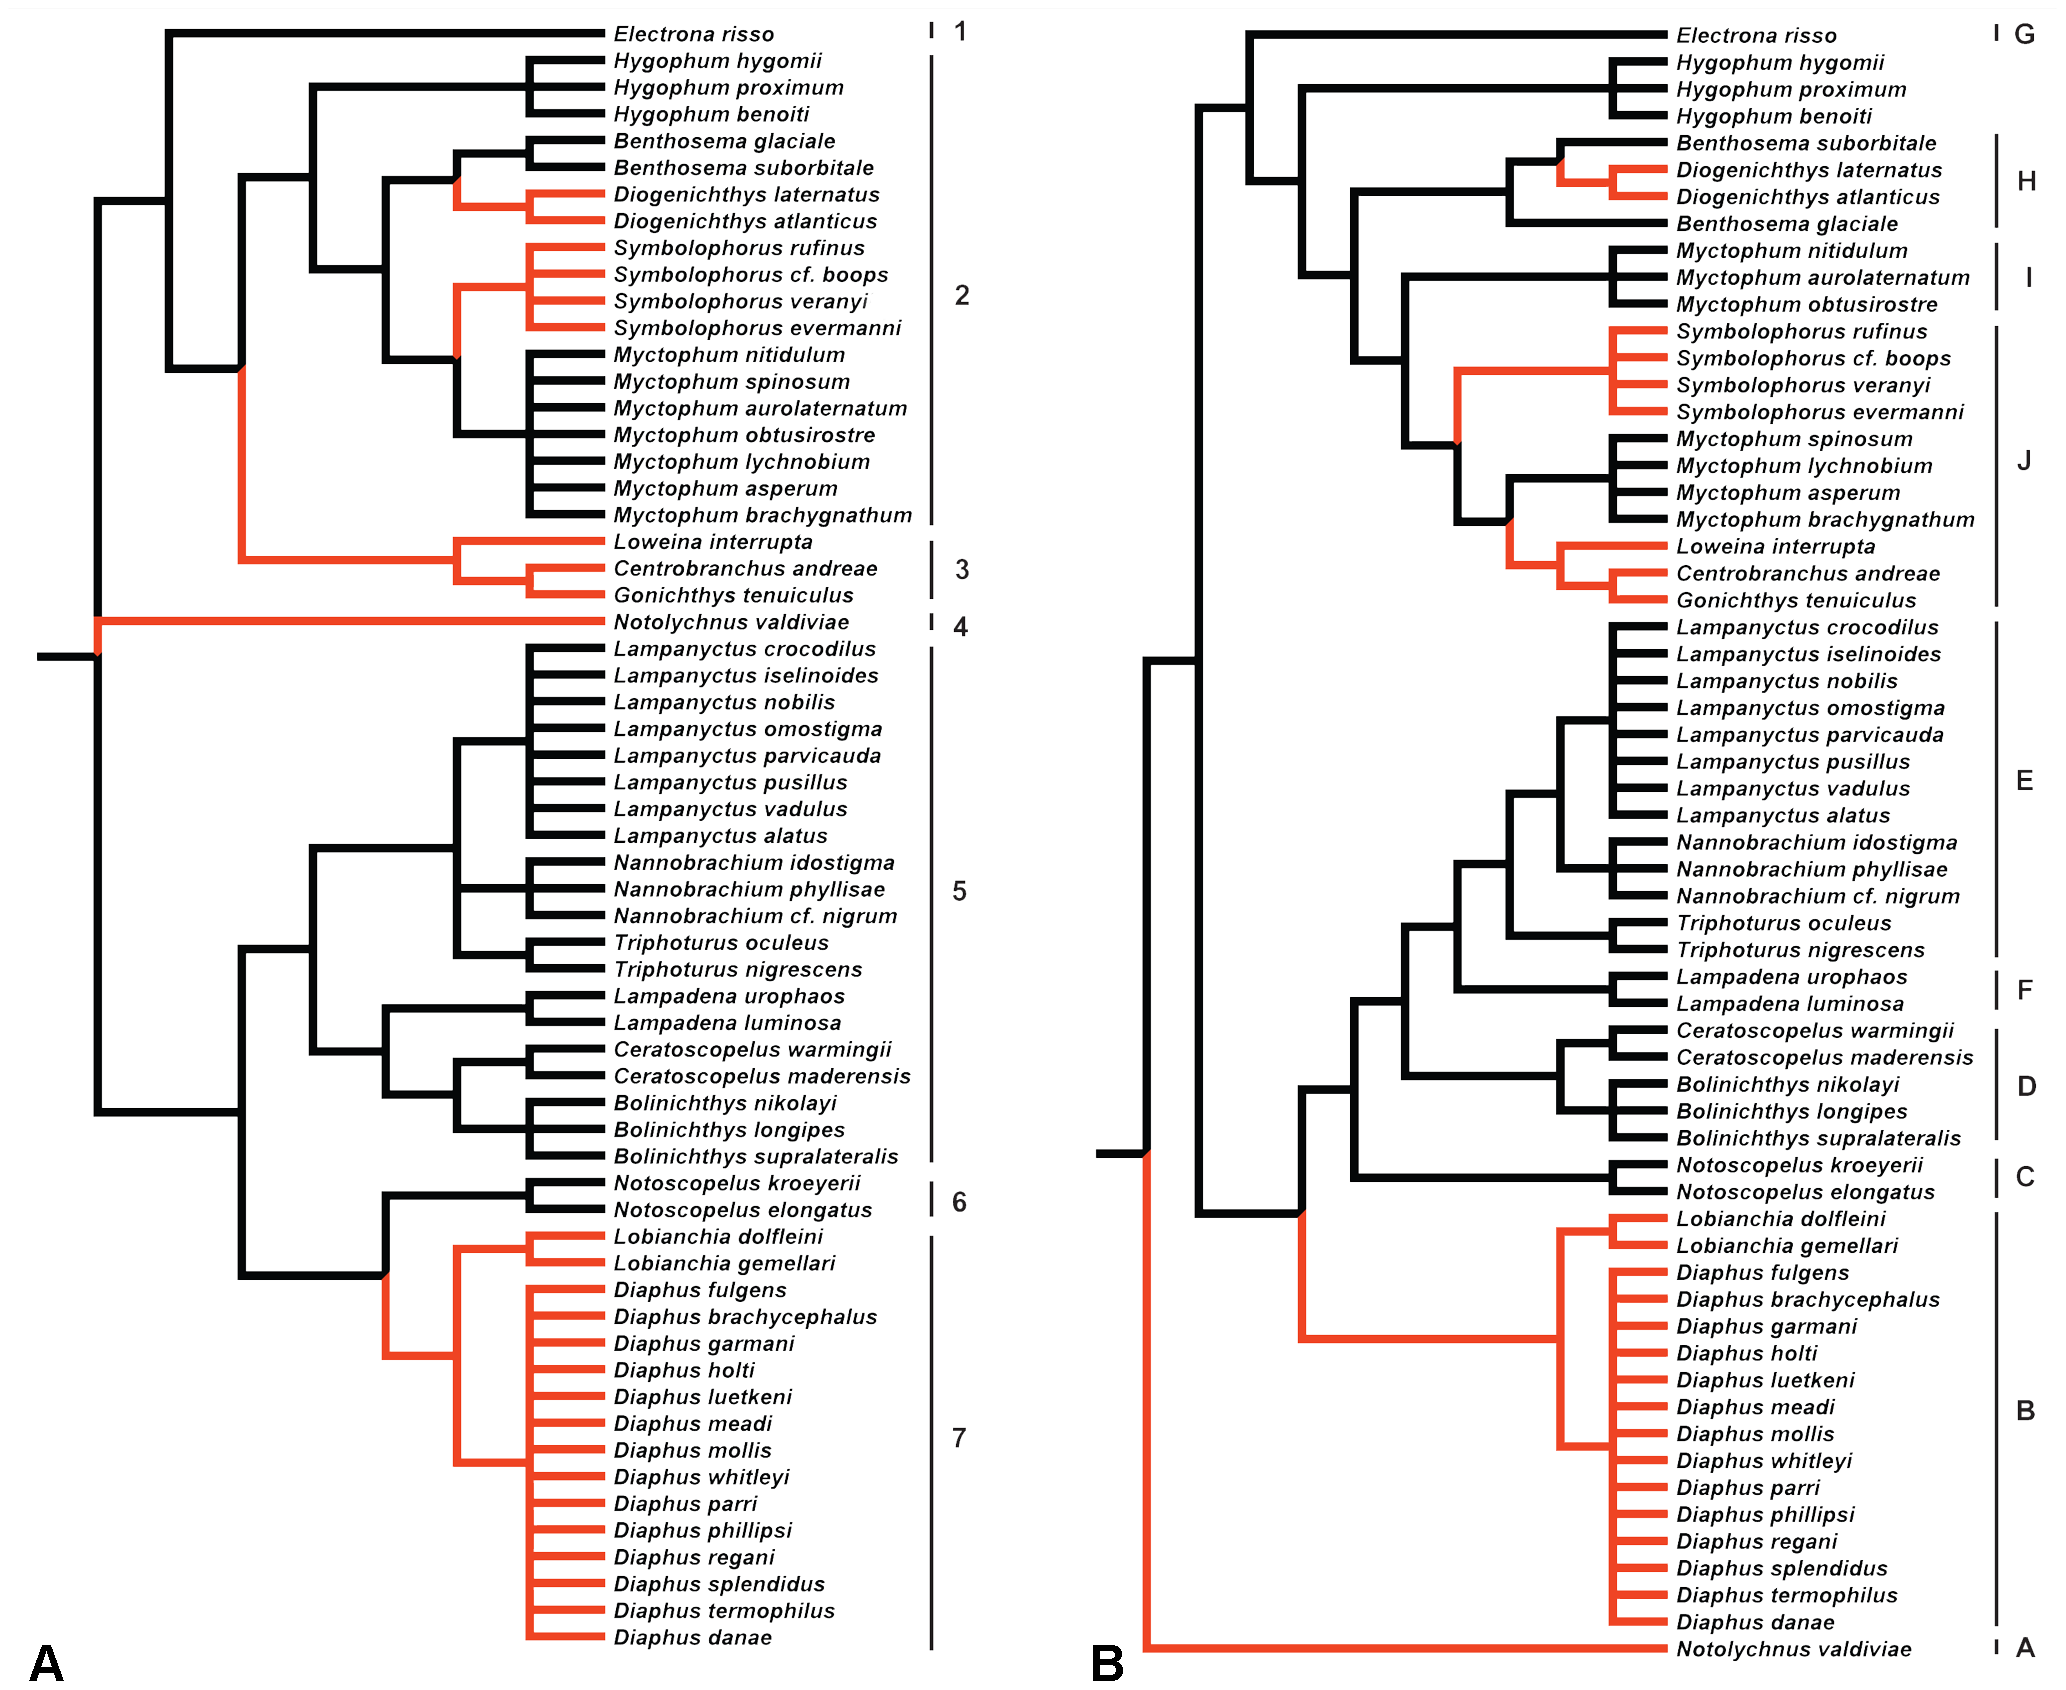 Electrona risso
1
Hygophum hygomii
Hygophum proximum
Hygophum benoiti
Benthosema glaciale
Benthosema suborbitale
Diogenichthys laternatus
Diogenichthys atlanticus
Symbolophorus rufinus
Symbolophorus cf. boops
Symbolophorus veranyi
Symbolophorus evermanni
Myctophum nitidulum
Myctophum spinosum
Myctophum aurolaternatum
Myctophum obtusirostre
Myctophum lychnobium
Myctophum asperum
Myctophum brachygnathum
2
Loweina interrupta
Centrobranchus andreae
Gonichthys tenuiculus
3
Notolychnus valdiviae
4
Lampanyctus crocodilus
Lampanyctus iselinoides
Lampanyctus nobilis
Lampanyctus omostigma
Lampanyctus parvicauda
Lampanyctus pusillus
Lampanyctus vadulus
Lampanyctus alatus
Nannobrachium idostigma
Nannobrachium phyllisae
Nannobrachium cf. nigrum
Triphoturus oculeus
Triphoturus nigrescens
Lampadena urophaos
Lampadena luminosa
Ceratoscopelus warmingii
Ceratoscopelus maderensis
Bolinichthys nikolayi
Bolinichthys longipes
Bolinichthys supralateralis
5
Notoscopelus kroeyerii
Notoscopelus elongatus
6
Lobianchia dolfleini
Lobianchia gemellari
Diaphus fulgens
Diaphus brachycephalus
Diaphus garmani
Diaphus holti
Diaphus luetkeni
Diaphus meadi
Diaphus mollis
Diaphus whitleyi
Diaphus parri
Diaphus phillipsi
Diaphus regani
Diaphus splendidus
Diaphus termophilus
Diaphus danae
7
A
Electrona risso
G
Hygophum hygomii
Hygophum proximum
Hygophum benoiti
Benthosema suborbitale
Diogenichthys laternatus
Diogenichthys atlanticus
Benthosema glaciale
H
Myctophum nitidulum
Myctophum aurolaternatum
Myctophum obtusirostre
I
Symbolophorus rufinus
Symbolophorus cf. boops
Symbolophorus veranyi
Symbolophorus evermanni
Myctophum spinosum
Myctophum lychnobium
Myctophum asperum
Myctophum brachygnathum
Loweina interrupta
Centrobranchus andreae
Gonichthys tenuiculus
J
Lampanyctus crocodilus
Lampanyctus iselinoides
Lampanyctus nobilis
Lampanyctus omostigma
Lampanyctus parvicauda
Lampanyctus pusillus
Lampanyctus vadulus
Lampanyctus alatus
Nannobrachium idostigma
Nannobrachium phyllisae
Nannobrachium cf. nigrum
Triphoturus oculeus
Triphoturus nigrescens
E
Lampadena urophaos
Lampadena luminosa
F
Ceratoscopelus warmingii
Ceratoscopelus maderensis
Bolinichthys nikolayi
Bolinichthys longipes
Bolinichthys supralateralis
D
Notoscopelus kroeyerii
Notoscopelus elongatus
C
Lobianchia dolfleini
Lobianchia gemellari
Diaphus fulgens
Diaphus brachycephalus
Diaphus garmani
Diaphus holti
Diaphus luetkeni
Diaphus meadi
Diaphus mollis
Diaphus whitleyi
Diaphus parri
Diaphus phillipsi
Diaphus regani
Diaphus splendidus
Diaphus termophilus
Diaphus danae
B
Notolychnus valdiviae
A
B